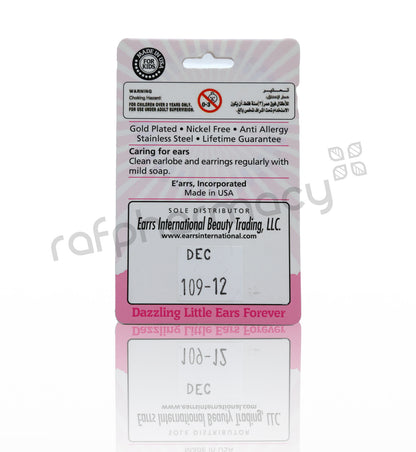 MADE IN USA
FOR
KIDS
WARNING
Choking Hazard:
FOR CHILDREN OVER 3 YEARS ONLY.
FOR USE UNDER ADULT SUPERVISION.
0-3
Gold Plated • Nickel Free • Anti Allergy
Stainless Steel • Lifetime Guarantee
Caring for ears
Clean earlobe and earrings regularly with
mild soap.
E'arrs, Incorporated
Made in USA
rafpharmacy
SOLE DISTRIBUTOR
Earrs International Beauty Trading, LLC.
www.earrsinternational.com
DEC
109-12
Dazzling Little Ears Forever